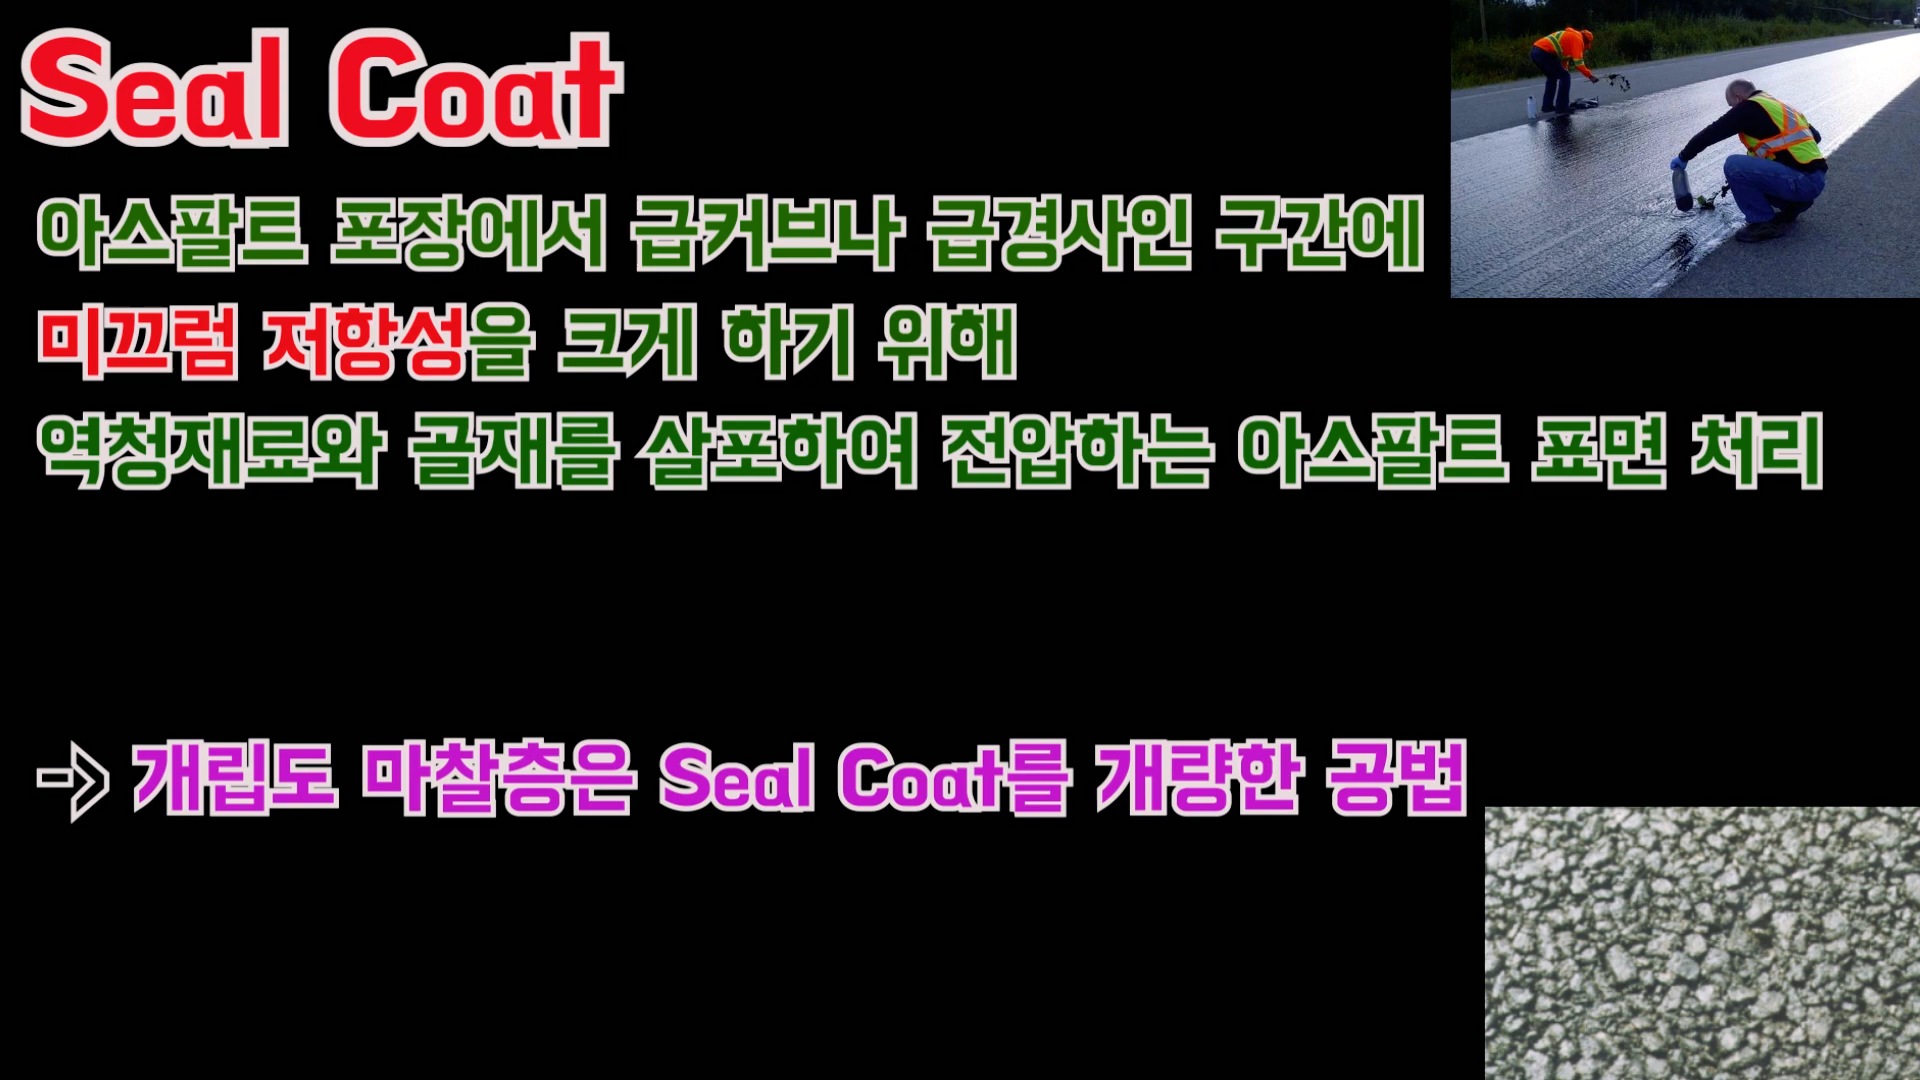 Seal Coat
아스팔트 포장에서 급커브나 급경사인 구간에
미끄럼 저항성을 크게 하기 위해
역청재료와 골재를 살포하여 전압하는 아스팔트 표면 처리
→ 개립도 마찰층은 Seal Coat를 개량한 공법